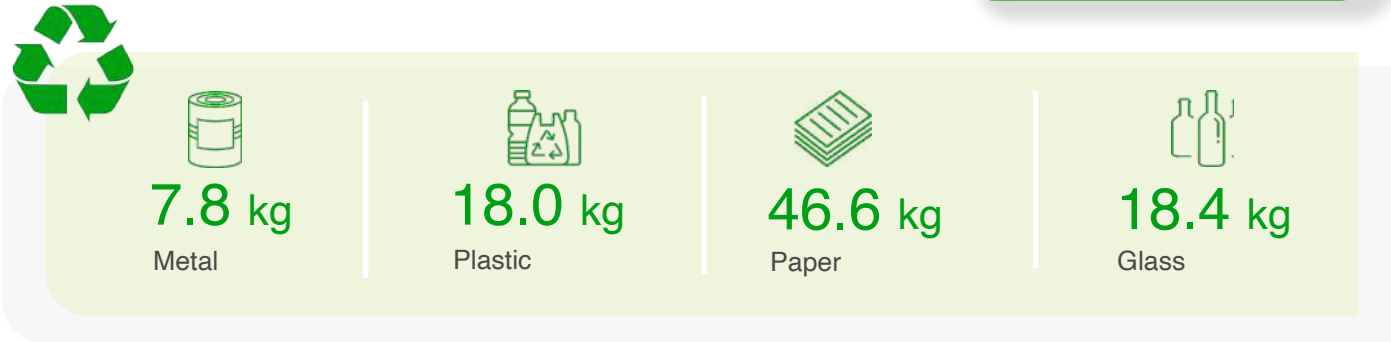 7.8 kg
Metal
18.0 kg
Plastic
46.6 kg
Paper
18.4 kg
Glass